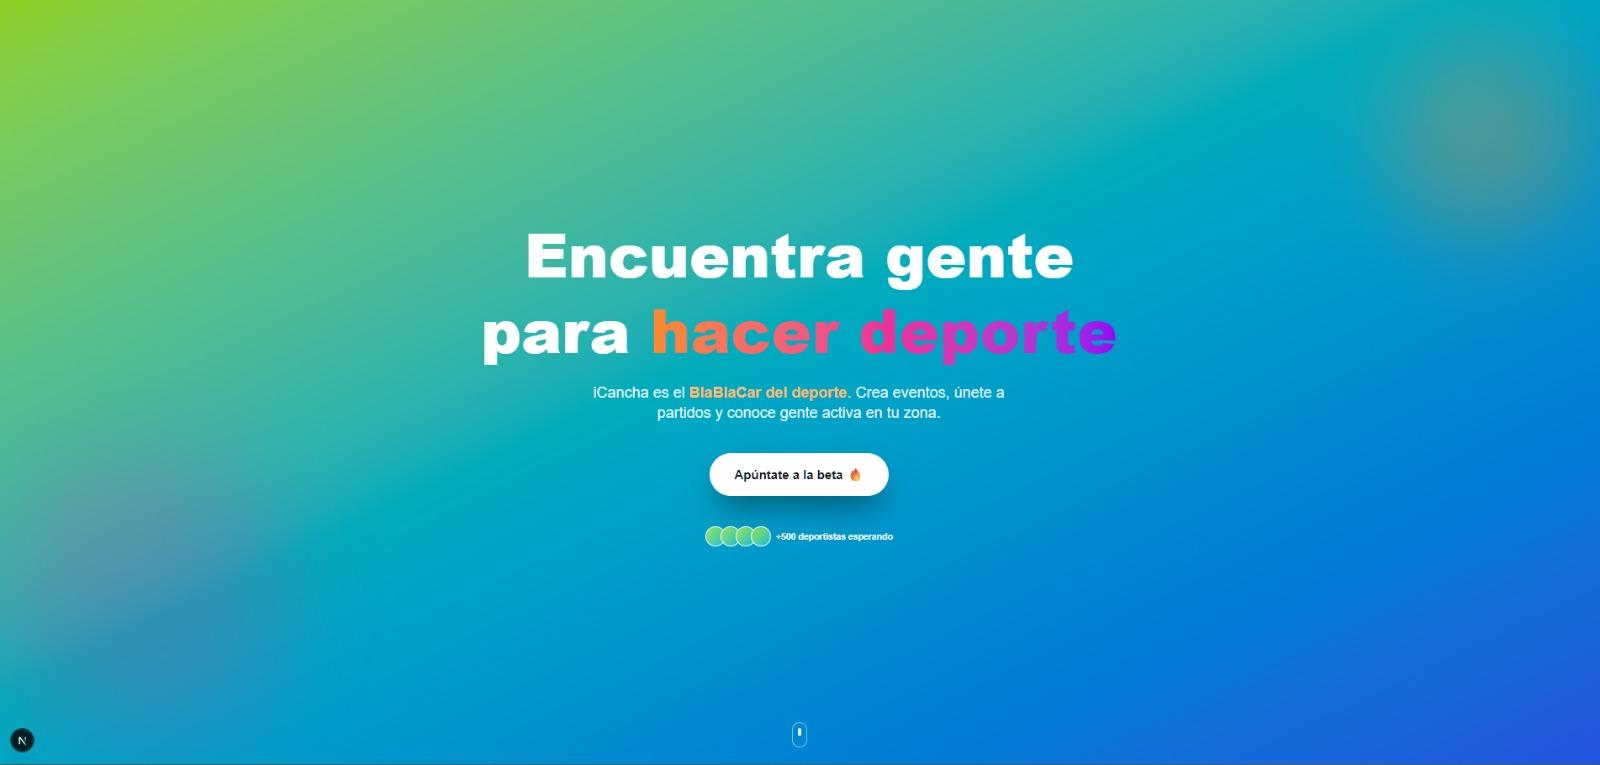 Encuentra gente
para hacer deporte
iCancha es el BlaBlaCar del deporte. Crea eventos, únete a
partidos y conoce gente activa en tu zona.
Apúntate a la beta 🔥
+500 deportistas esperando
N